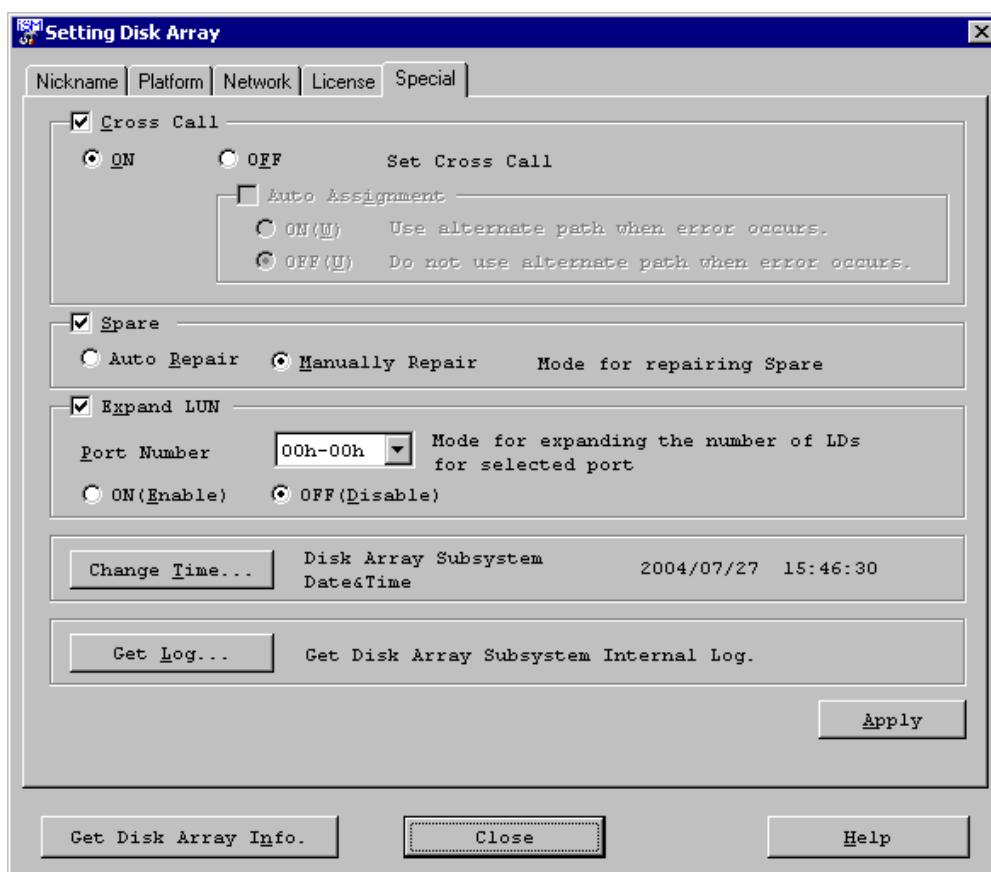 Setting Disk Array
Nickname Platform Network License Special
Cross Call
ON OFF Set Cross Call
Auto Assignment
ON(W) Use alternate path when error occurs.
OFF(U) Do not use alternate path when error occurs.
Spare
Auto Repair Manually Repair Mode for repairing Spare
Expand LUN
Port Number 00h-00h Mode for expanding the number of LDs
for selected port
ON(Enable) OFF(Disable)
Change Time... Disk Array Subsystem
Date&Time 2004/07/27 15:46:30
Get Log... Get Disk Array Subsystem Internal Log.
Apply
Get Disk Array Info. Close Help